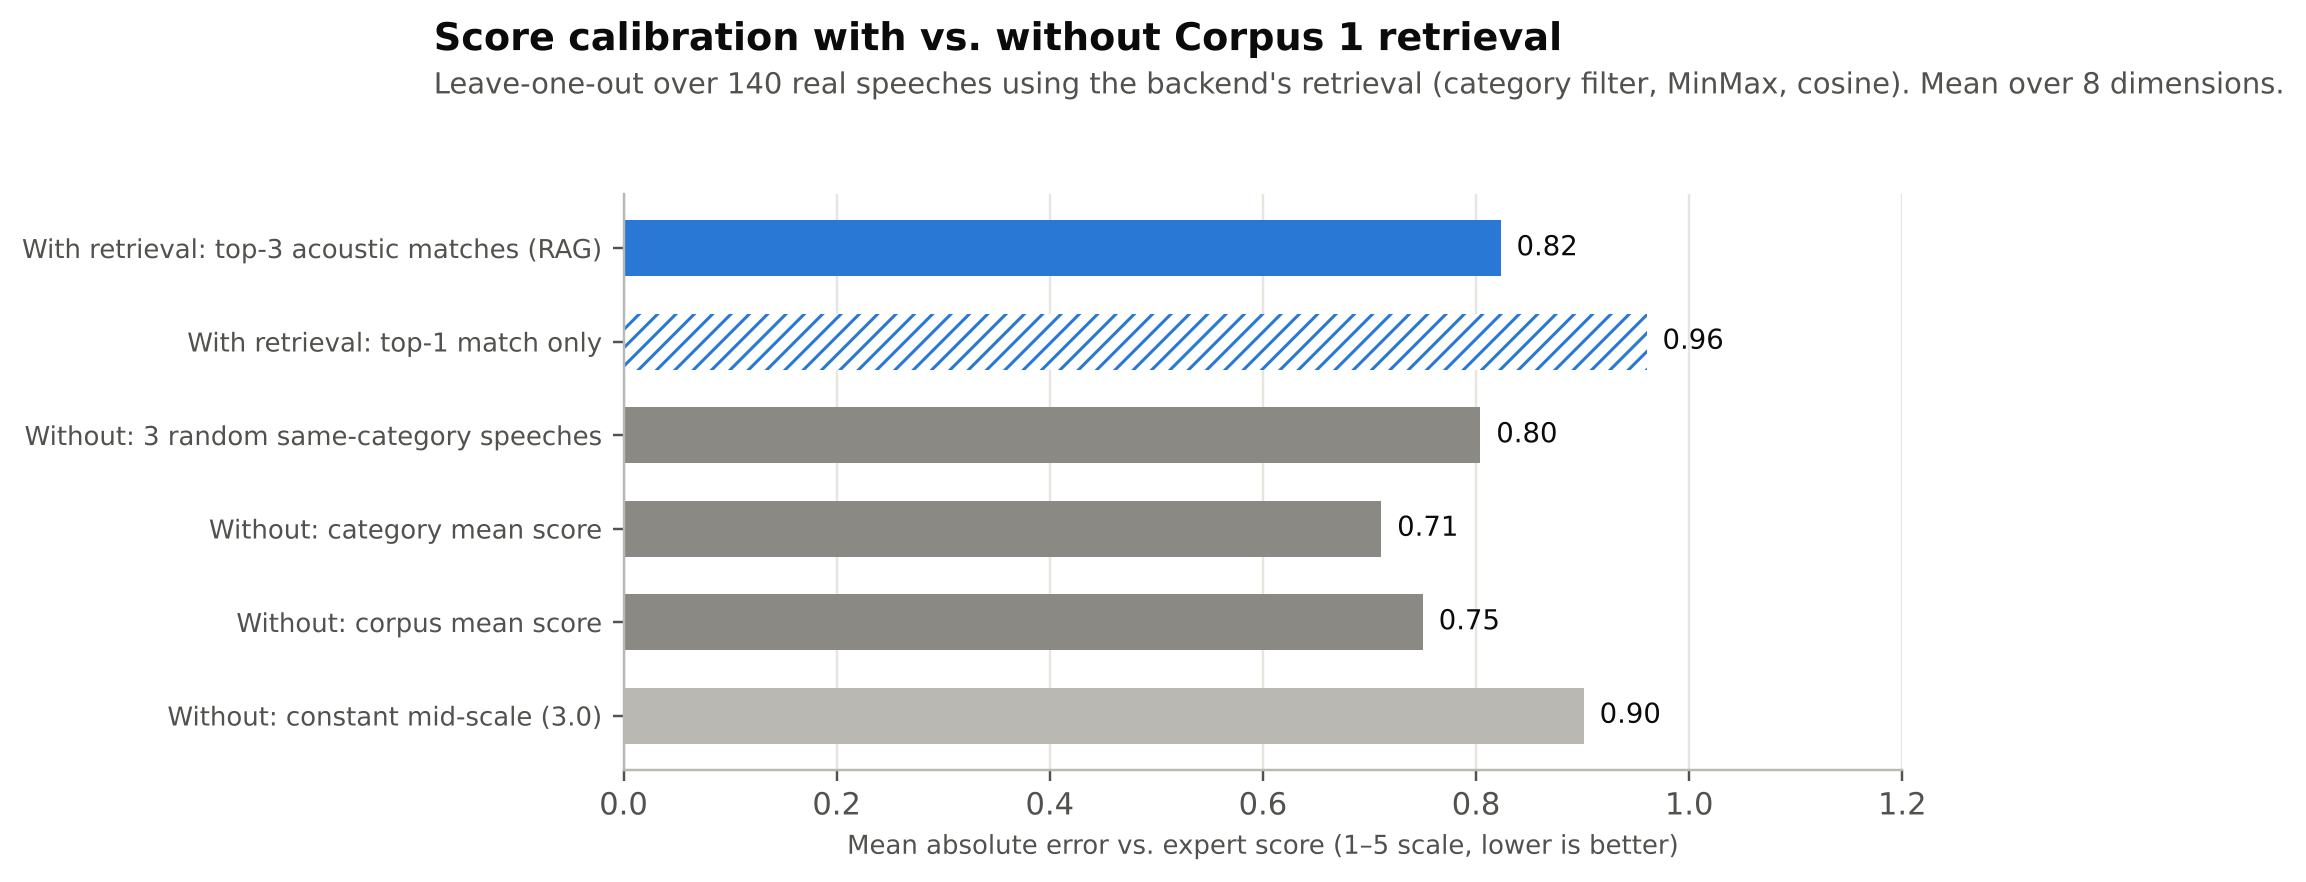 Score calibration with vs. without Corpus 1 retrieval
Leave-one-out over 140 real speeches using the backend's retrieval (category filter, MinMax, cosine). Mean over 8 dimensions.
With retrieval: top-3 acoustic matches (RAG)
0.82
With retrieval: top-1 match only
0.96
Without: 3 random same-category speeches
0.80
Without: category mean score
0.71
Without: corpus mean score
0.75
Without: constant mid-scale (3.0)
0.90
0.0 0.2 0.4 0.6 0.8 1.0 1.2
Mean absolute error vs. expert score (1–5 scale, lower is better)